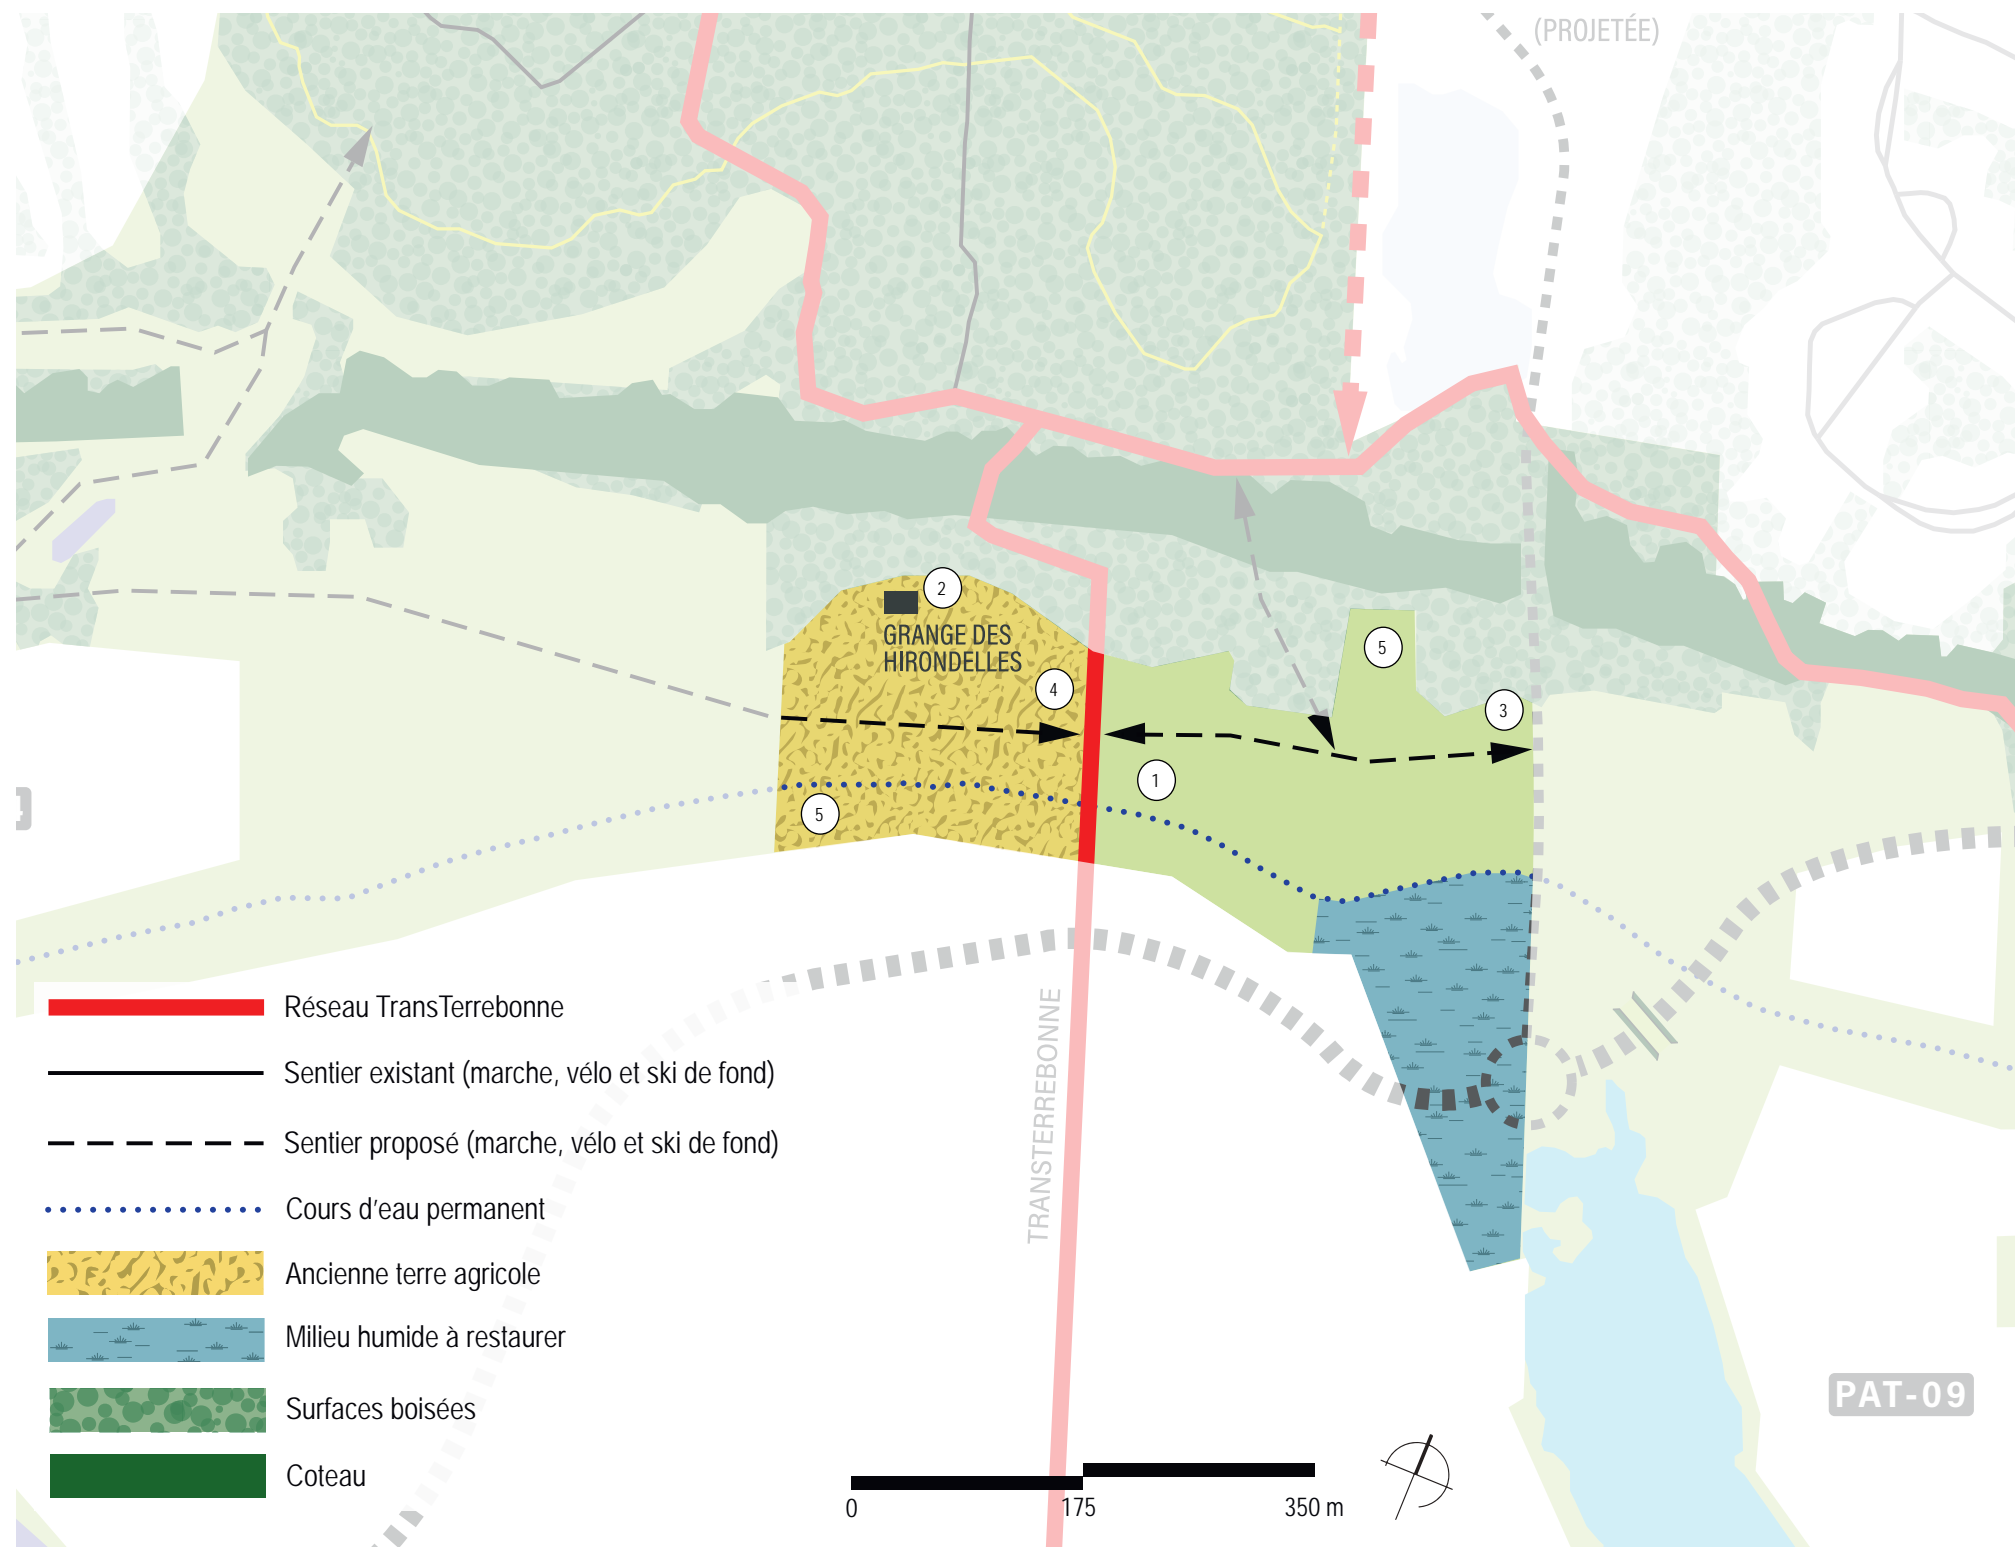 (PROJETÉE)
2
GRANGE DES
HIRONDELLES
5
4
3
1
5
TRANSTERREBONNE
Réseau TransTerrebonne
Sentier existant (marche, vélo et ski de fond)
Sentier proposé (marche, vélo et ski de fond)
Cours d'eau permanent
Ancienne terre agricole
Milieu humide à restaurer
Surfaces boisées
Coteau
PAT-09
0 175 350 m